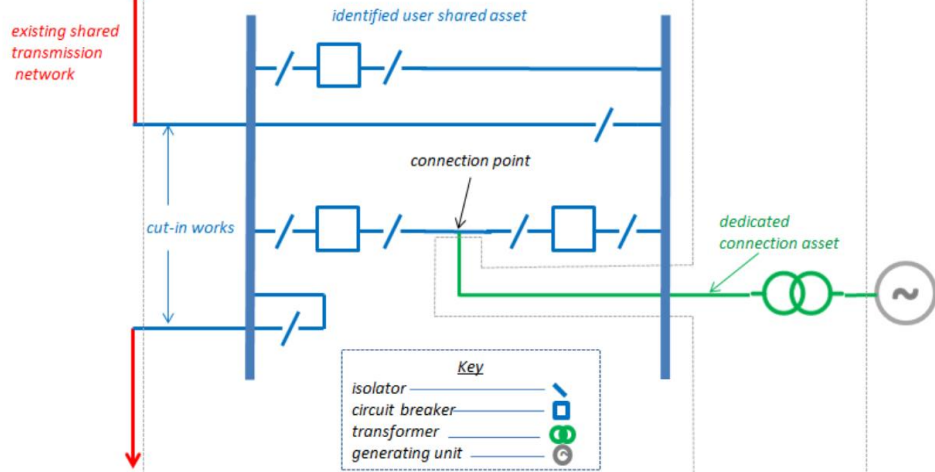 identified user shared asset
existing shared
transmission
network
connection point
cut-in works
dedicated
connection asset
~
Key
isolator
circuit breaker
transformer
generating unit